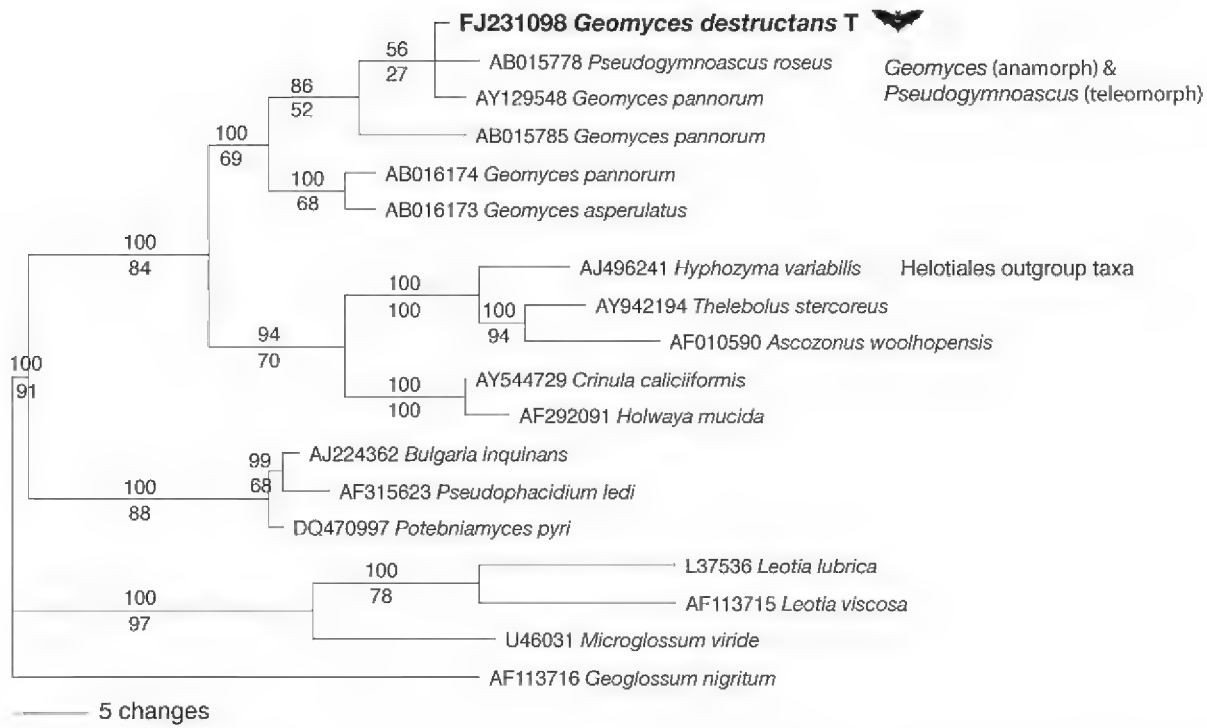 FJ231098 Geomyces destructans T
56
AB015778 Pseudogymnoascus roseus
27
Geomyces (anamorph) &
Pseudogymnoascus (teleomorph)
86
AY129548 Geomyces pannorum
52
100
AB015785 Geomyces pannorum
69
100
AB016174 Geomyces pannorum
68
AB016173 Geomyces asperulatus
100
84
AJ496241 Hyphozyma variabilis Helotiales outgroup taxa
100
100
100
AY942194 Thelebolus stercoreus
94
AF010590 Ascozonus woolhopensis
94
70
100
91
100
AY544729 Crinula caliciiformis
100
AF292091 Holwaya mucida
99
AJ224362 Bulgaria inquinans
68
AF315623 Pseudophacidium ledi
100
88
DQ470997 Potebniamyces pyri
100
L37536 Leotia lubrica
78
100
AF113715 Leotia viscosa
97
U46031 Microglossum viride
AF113716 Geoglossum nigritum
5 changes